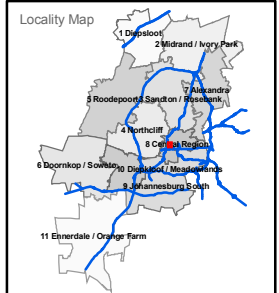 Locality Map
1 Diepsloot
2 Midrand / Ivory Park
7 Alexandra
5 Roodepoort
3 Sandton / Rosebank
4 Northcliff
8 Central Region
6 Doornkop / Soweto
10 Diepkloof / Meadowlands
9 Johannesburg South
11 Ennerdale / Orange Farm